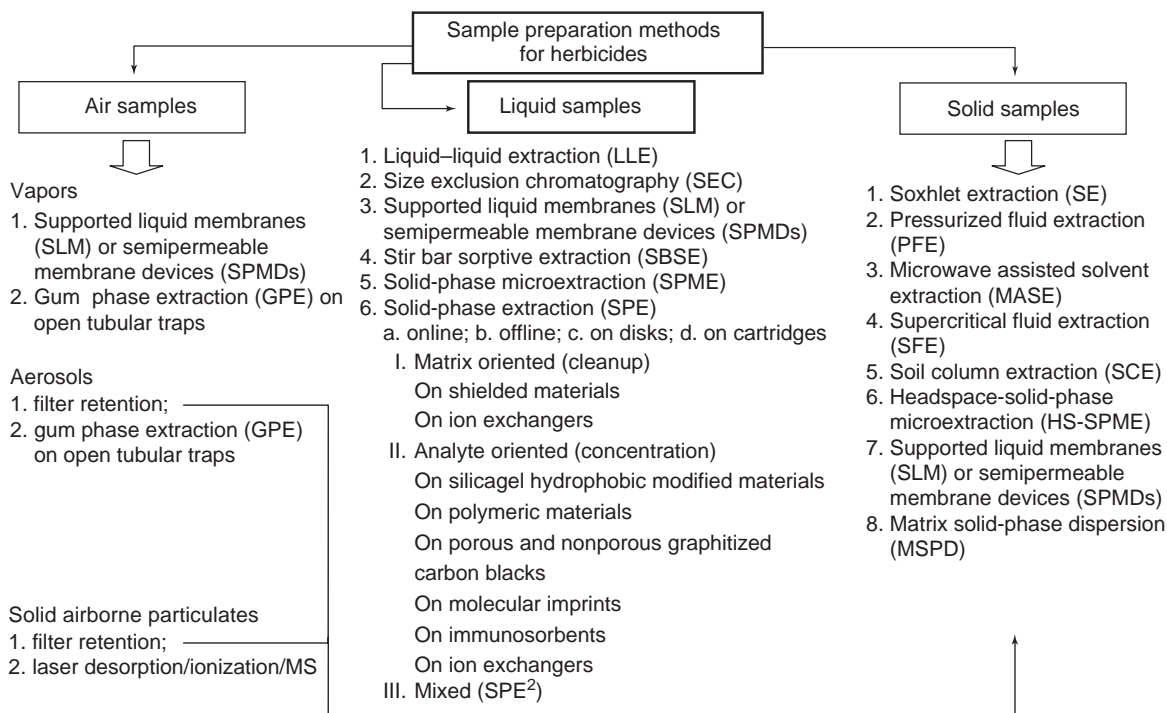 Sample preparation methods
for herbicides
Air samples
Liquid samples
Solid samples
Vapors
1. Supported liquid membranes
(SLM) or semipermeable
membrane devices (SPMDs)
2. Gum phase extraction (GPE) on
open tubular traps
Aerosols
1. filter retention;
2. gum phase extraction (GPE)
on open tubular traps
Solid airborne particulates
1. filter retention;
2. laser desorption/ionization/MS
1. Liquid–liquid extraction (LLE)
2. Size exclusion chromatography (SEC)
3. Supported liquid membranes (SLM) or
semipermeable membrane devices (SPMDs)
4. Stir bar sorptive extraction (SBSE)
5. Solid-phase microextraction (SPME)
6. Solid-phase extraction (SPE)
a. online; b. offline; c. on disks; d. on cartridges
I. Matrix oriented (cleanup)
On shielded materials
On ion exchangers
II. Analyte oriented (concentration)
On silicagel hydrophobic modified materials
On polymeric materials
On porous and nonporous graphitized
carbon blacks
On molecular imprints
On immunosorbents
On ion exchangers
III. Mixed (SPE²)
1. Soxhlet extraction (SE)
2. Pressurized fluid extraction
(PFE)
3. Microwave assisted solvent
extraction (MASE)
4. Supercritical fluid extraction
(SFE)
5. Soil column extraction (SCE)
6. Headspace-solid-phase
microextraction (HS-SPME)
7. Supported liquid membranes
(SLM) or semipermeable
membrane devices (SPMDs)
8. Matrix solid-phase dispersion
(MSPD)